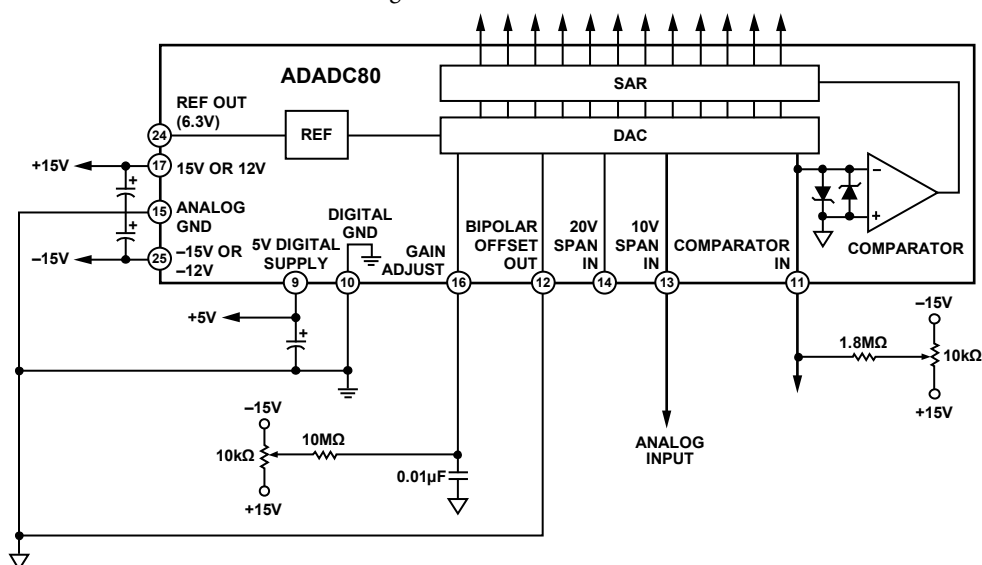 ADADC80
SAR
DAC
REF OUT
(6.3V)
24
REF
+15V
17
15V OR 12V
+
15
ANALOG
GND
+
–15V
25
–15V OR
–12V
5V DIGITAL
SUPPLY
9
DIGITAL
GND
10
GAIN
ADJUST
16
BIPOLAR
OFFSET
OUT
12
20V
SPAN
IN
14
10V
SPAN
IN
13
COMPARATOR
IN
11
–
+
COMPARATOR
+5V
+
–15V
1.8MΩ
10kΩ
+15V
–15V
10MΩ
10kΩ
+15V
0.01µF
ANALOG
INPUT